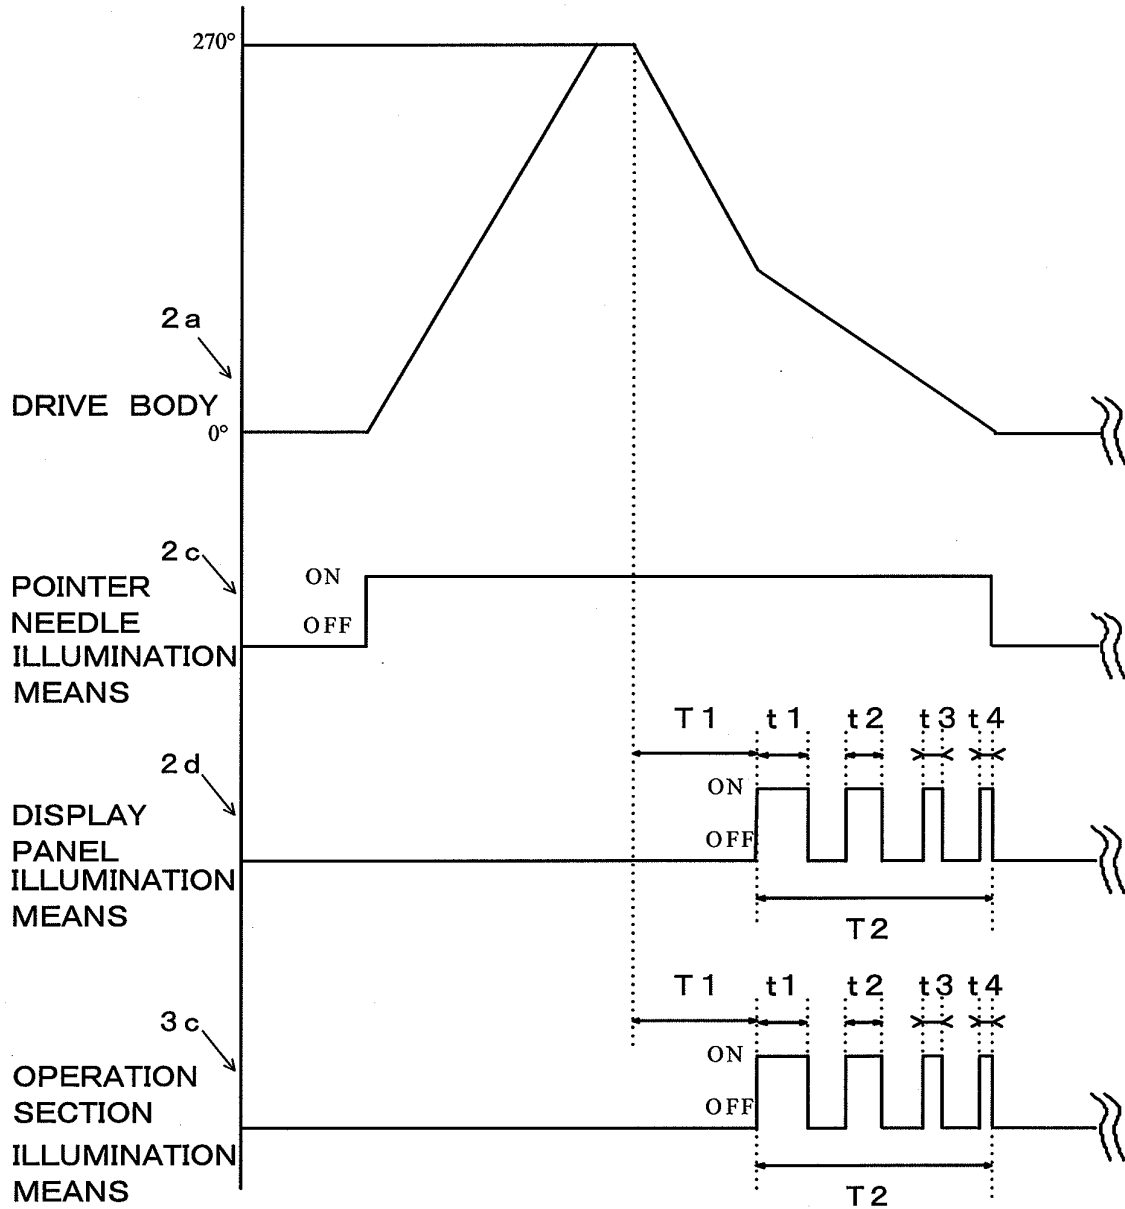 270°
2a
DRIVE BODY
0°
2c
POINTER
NEEDLE
ILLUMINATION
MEANS
ON
OFF
T1 t1 t2 t3 t4
2d
DISPLAY
PANEL
ILLUMINATION
MEANS
ON
OFF
T2
T1 t1 t2 t3 t4
3c
OPERATION
SECTION
ILLUMINATION
MEANS
ON
OFF
T2